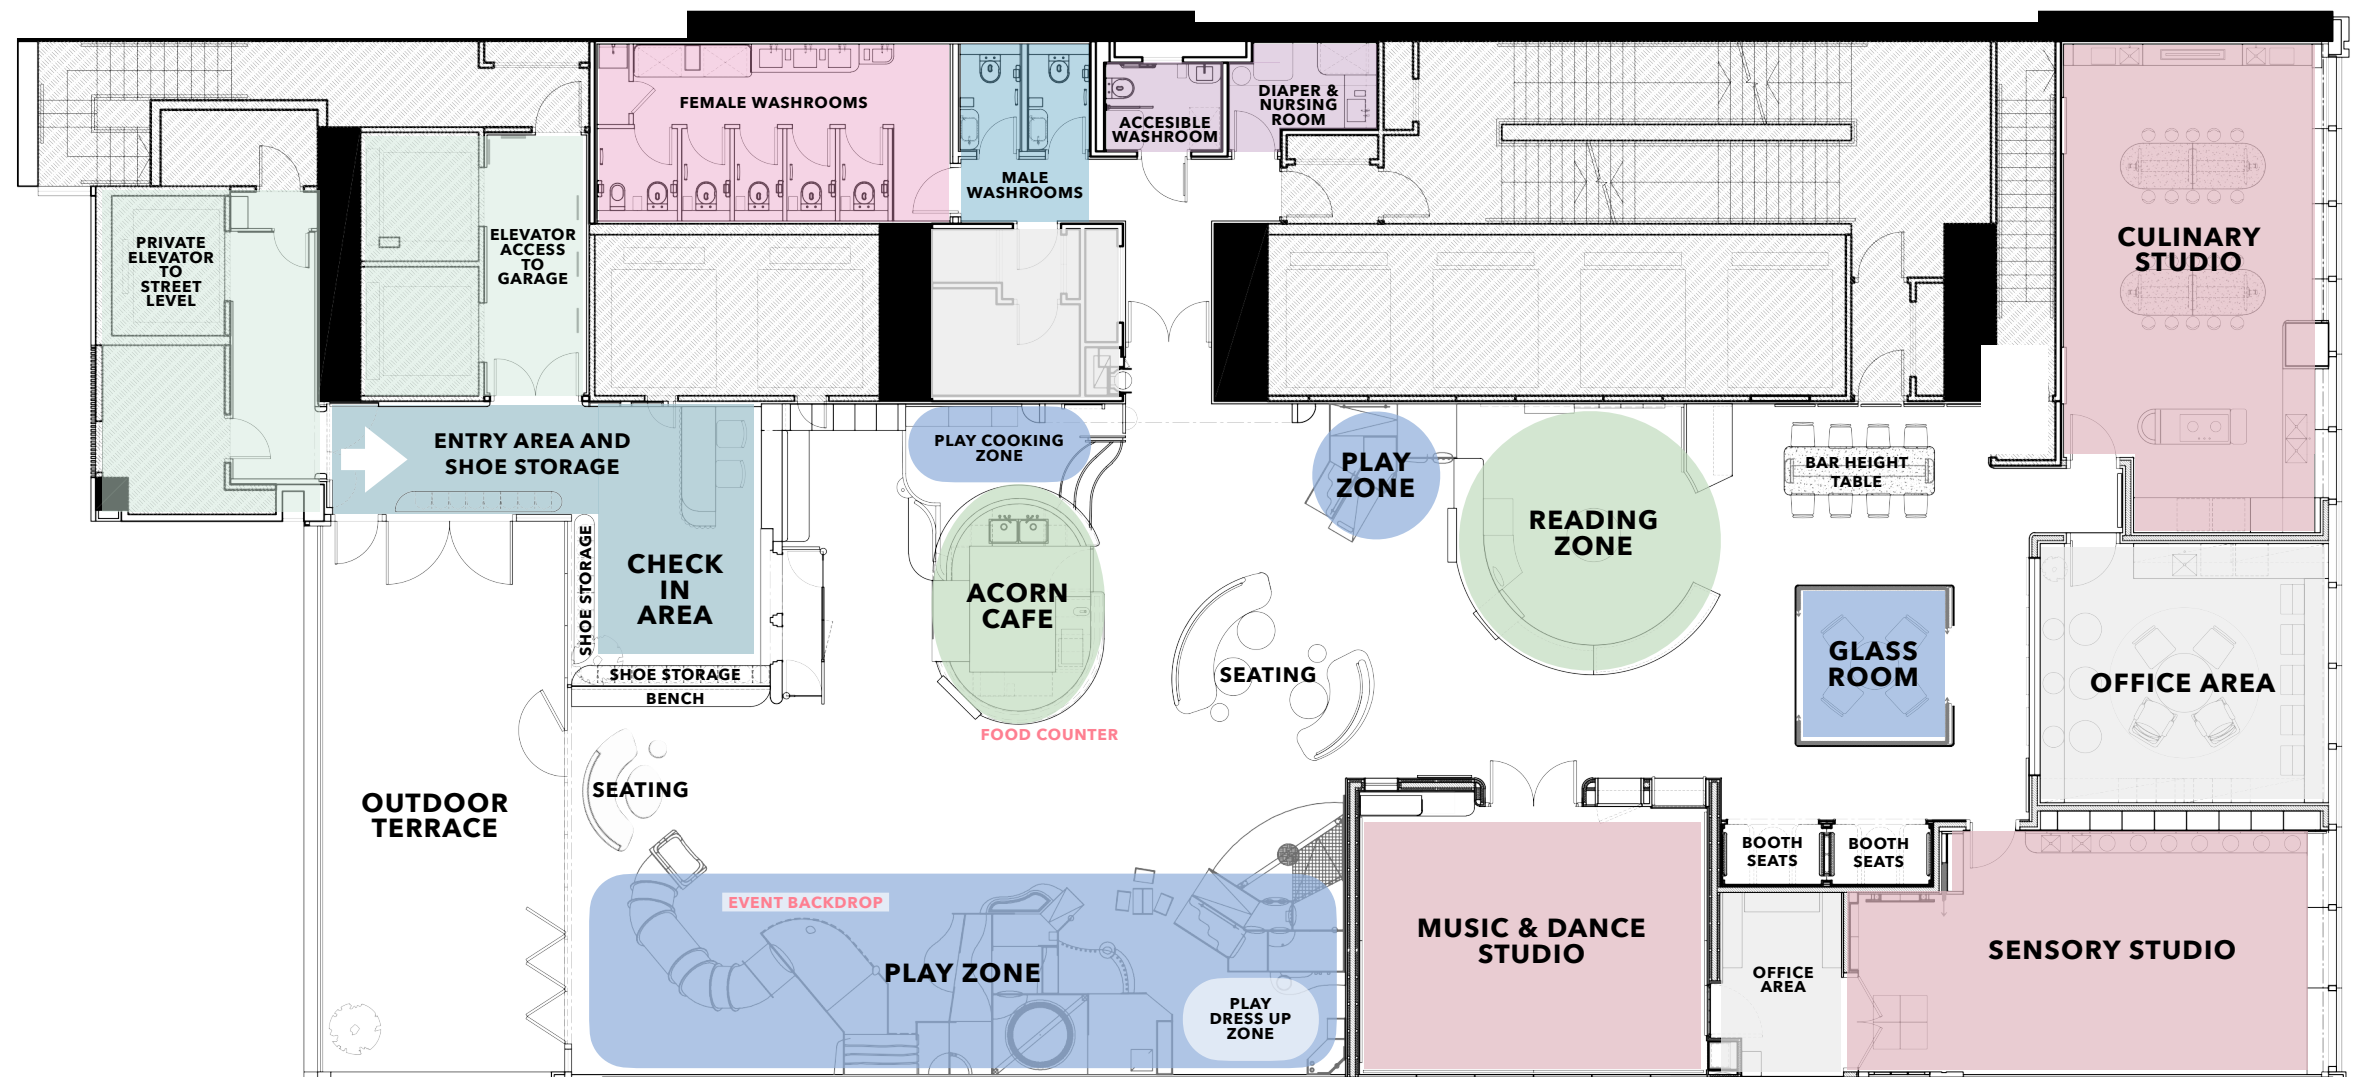 FEMALE WASHROOMS
ACCESIBLE
WASHROOM
DIAPER &
NURSING
ROOM
MALE
WASHROOMS
PRIVATE
ELEVATOR
TO
STREET
LEVEL
ELEVATOR
ACCESS
TO
GARAGE
CULINARY
STUDIO
ENTRY AREA AND
SHOE STORAGE
PLAY COOKING
ZONE
PLAY
ZONE
READING
ZONE
BAR HEIGHT
TABLE
SHOE STORAGE
CHECK
IN
AREA
ACORN
CAFE
SHOE STORAGE
BENCH
FOOD COUNTER
SEATING
GLASS
ROOM
OFFICE AREA
SEATING
OUTDOOR
TERRACE
BOOTH
SEATS
BOOTH
SEATS
EVENT BACKDROP
PLAY ZONE
PLAY
DRESS UP
ZONE
MUSIC & DANCE
STUDIO
OFFICE
AREA
SENSORY STUDIO